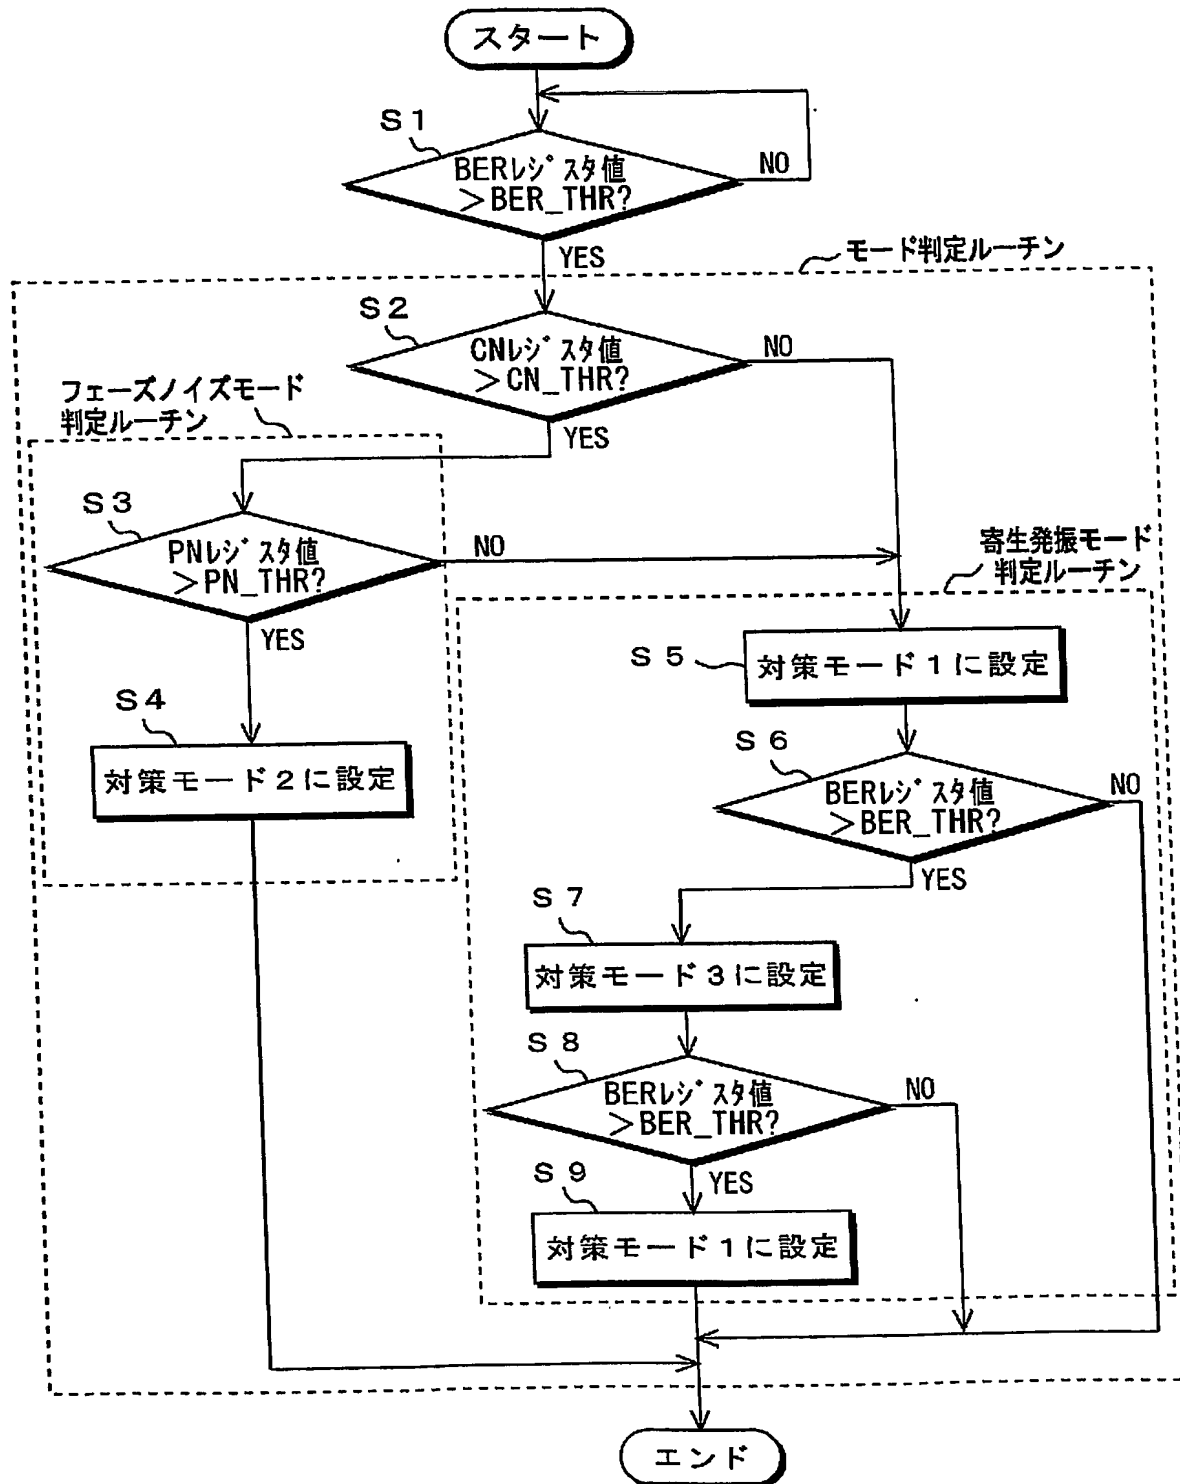 スタート
S1
BERレジスタ値
>BER_THR?
NO
YES
モード判定ルーチン
S2
CNレジスタ値
>CN_THR?
NO
YES
フェーズノイズモード
判定ルーチン
S3
PNレジスタ値
>PN_THR?
NO
YES
寄生発振モード
判定ルーチン
S5
対策モード1に設定
S4
対策モード2に設定
S6
BERレジスタ値
>BER_THR?
NO
YES
S7
対策モード3に設定
S8
BERレジスタ値
>BER_THR?
NO
YES
S9
対策モード1に設定
エンド